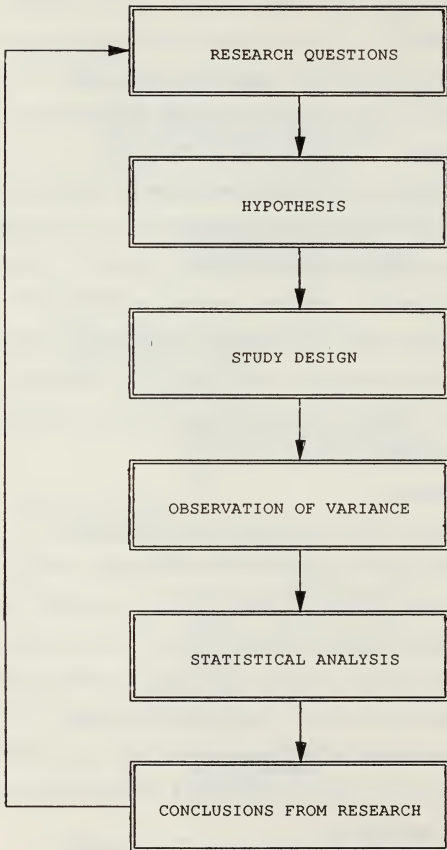 RESEARCH QUESTIONS
HYPOTHESIS
STUDY DESIGN
OBSERVATION OF VARIANCE
STATISTICAL ANALYSIS
CONCLUSIONS FROM RESEARCH